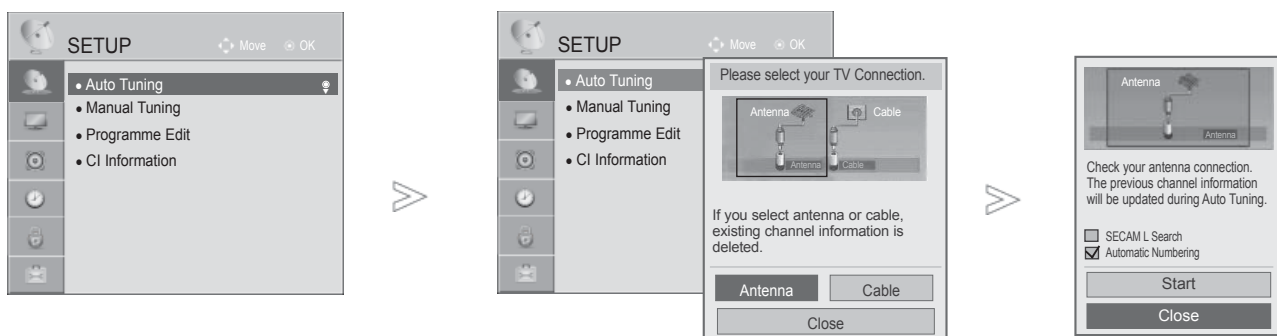 SETUP
Move OK
● Auto Tuning
● Manual Tuning
● Programme Edit
● CI Information
>
SETUP
Move OK
● Auto Tuning
● Manual Tuning
● Programme Edit
● CI Information
Please select your TV Connection.
Antenna Cable
Antenna Cable
If you select antenna or cable,
existing channel information is
deleted.
Antenna Cable
Close
>
Antenna
Antenna
Check your antenna connection.
The previous channel information
will be updated during Auto Tuning.
SECAM L Search
Automatic Numbering
Start
Close